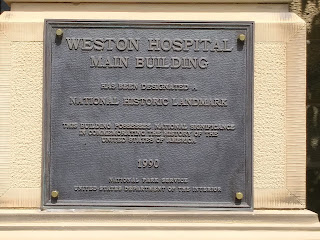 WESTON HOSPITAL
MAIN BUILDING
HAS BEEN DESIGNATED A
NATIONAL HISTORIC LANDMARK
THIS BUILDING POSSESSES NATIONAL SIGNIFICANCE
IN COMMEMORATING THE HISTORY OF THE
UNITED STATES OF AMERICA
1990
NATIONAL PARK SERVICE
UNITED STATES DEPARTMENT OF THE INTERIOR